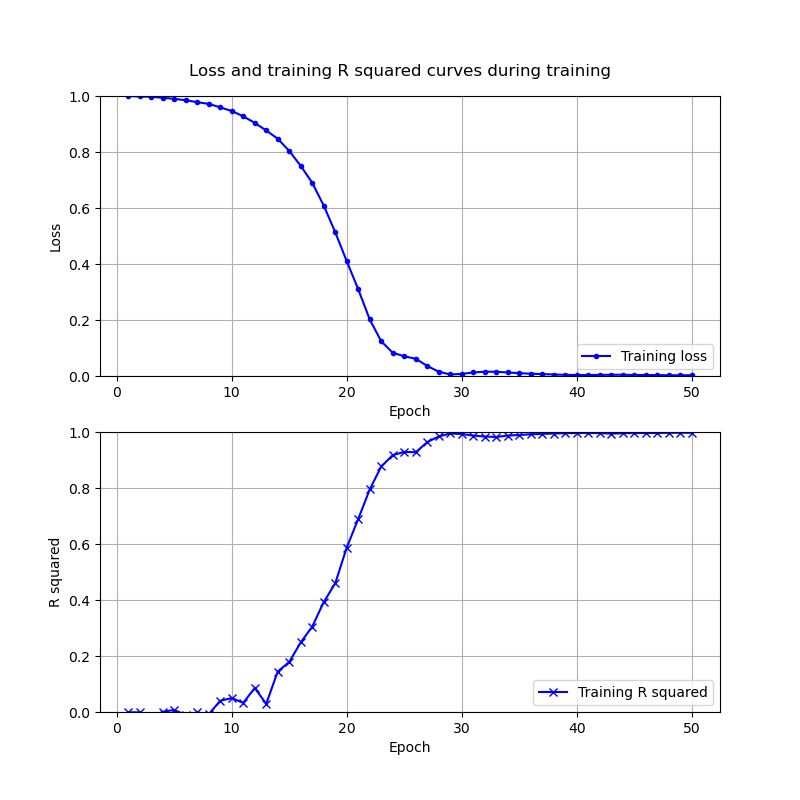 Loss and training R squared curves during training
1.0
0.8
0.6
0.4
0.2
0.0
Loss
Training loss
0 10 20 30 40 50
Epoch
1.0
0.8
0.6
0.4
0.2
0.0
R squared
Training R squared
0 10 20 30 40 50
Epoch